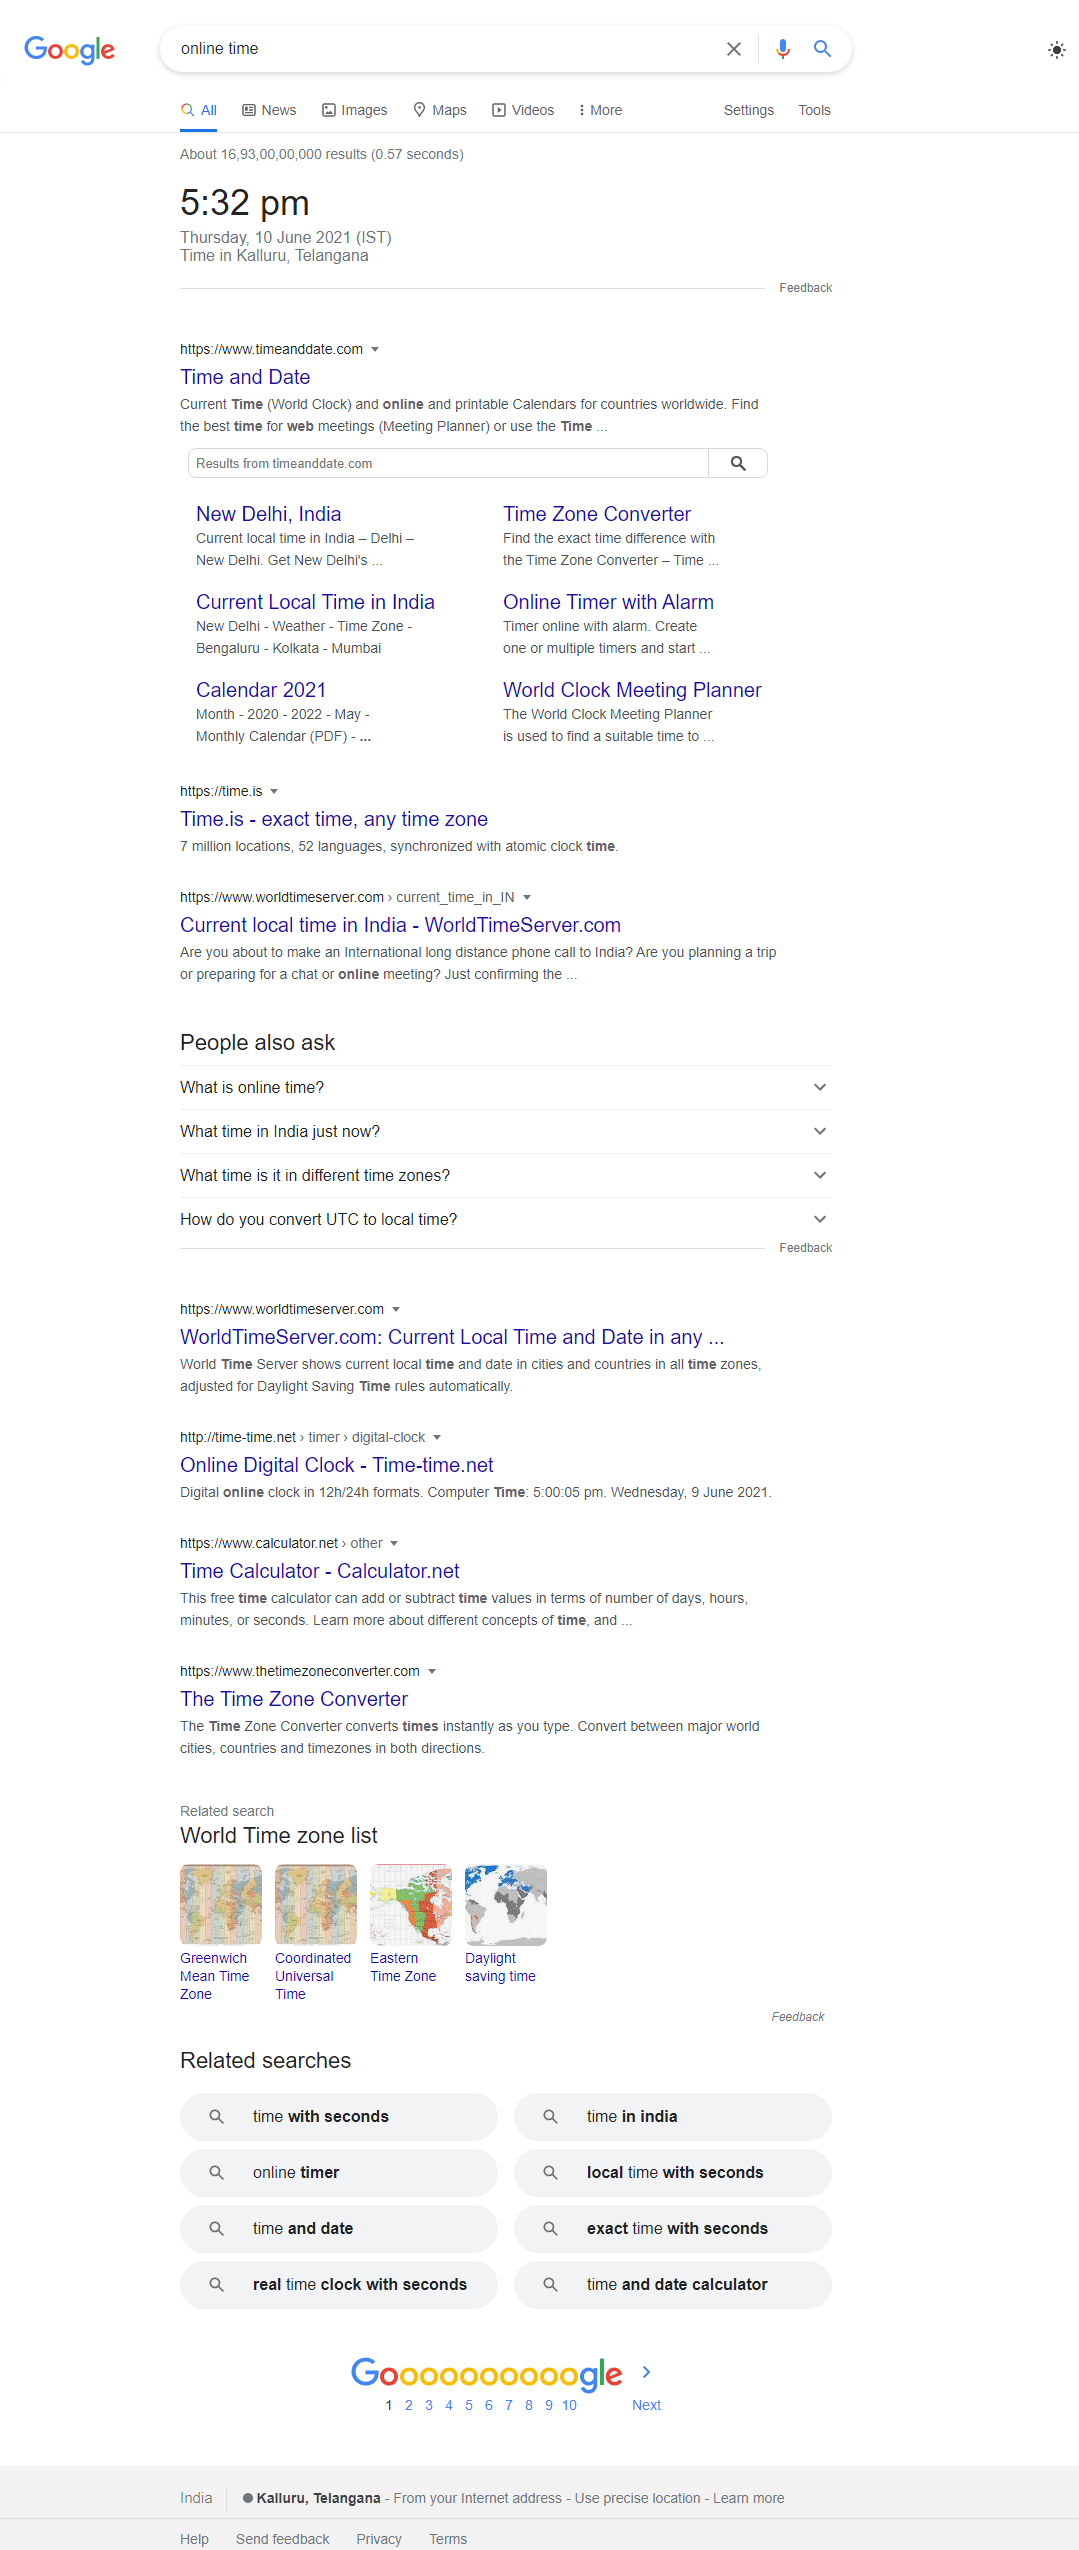 Google
online time
All News Images Maps Videos More Settings Tools
About 16,93,00,00,000 results (0.57 seconds)
5:32 pm
Thursday, 10 June 2021 (IST)
Time in Kalluru, Telangana
Feedback
https://www.timeanddate.com
Time and Date
Current Time (World Clock) and online and printable Calendars for countries worldwide. Find
the best time for web meetings (Meeting Planner) or use the Time ...
Results from timeanddate.com
New Delhi, India
Current local time in India – Delhi –
New Delhi. Get New Delhi's ...
Time Zone Converter
Find the exact time difference with
the Time Zone Converter – Time ...
Current Local Time in India
New Delhi - Weather - Time Zone -
Bengaluru - Kolkata - Mumbai
Online Timer with Alarm
Timer online with alarm. Create
one or multiple timers and start ...
Calendar 2021
Month - 2020 - 2022 - May -
Monthly Calendar (PDF) - ...
World Clock Meeting Planner
The World Clock Meeting Planner
is used to find a suitable time to ...
https://time.is
Time.is - exact time, any time zone
7 million locations, 52 languages, synchronized with atomic clock time.
https://www.worldtimeserver.com › current_time_in_IN
Current local time in India - WorldTimeServer.com
Are you about to make an International long distance phone call to India? Are you planning a trip
or preparing for a chat or online meeting? Just confirming the ...
People also ask
What is online time?
What time in India just now?
What time is it in different time zones?
How do you convert UTC to local time?
Feedback
https://www.worldtimeserver.com
WorldTimeServer.com: Current Local Time and Date in any ...
World Time Server shows current local time and date in cities and countries in all time zones,
adjusted for Daylight Saving Time rules automatically.
http://time-time.net › timer › digital-clock
Online Digital Clock - Time-time.net
Digital online clock in 12h/24h formats. Computer Time: 5:00:05 pm. Wednesday, 9 June 2021.
https://www.calculator.net › other
Time Calculator - Calculator.net
This free time calculator can add or subtract time values in terms of number of days, hours,
minutes, or seconds. Learn more about different concepts of time, and ...
https://www.thetimezoneconverter.com
The Time Zone Converter
The Time Zone Converter converts times instantly as you type. Convert between major world
cities, countries and timezones in both directions.
Related search
World Time zone list
Greenwich
Mean Time
Zone
Coordinated
Universal
Time
Eastern
Time Zone
Daylight
saving time
Feedback
Related searches
time with seconds
time in india
online timer
local time with seconds
time and date
exact time with seconds
real time clock with seconds
time and date calculator
Goooooooooogle
1 2 3 4 5 6 7 8 9 10 Next
India Kalluru, Telangana - From your Internet address - Use precise location - Learn more
Help Send feedback Privacy Terms